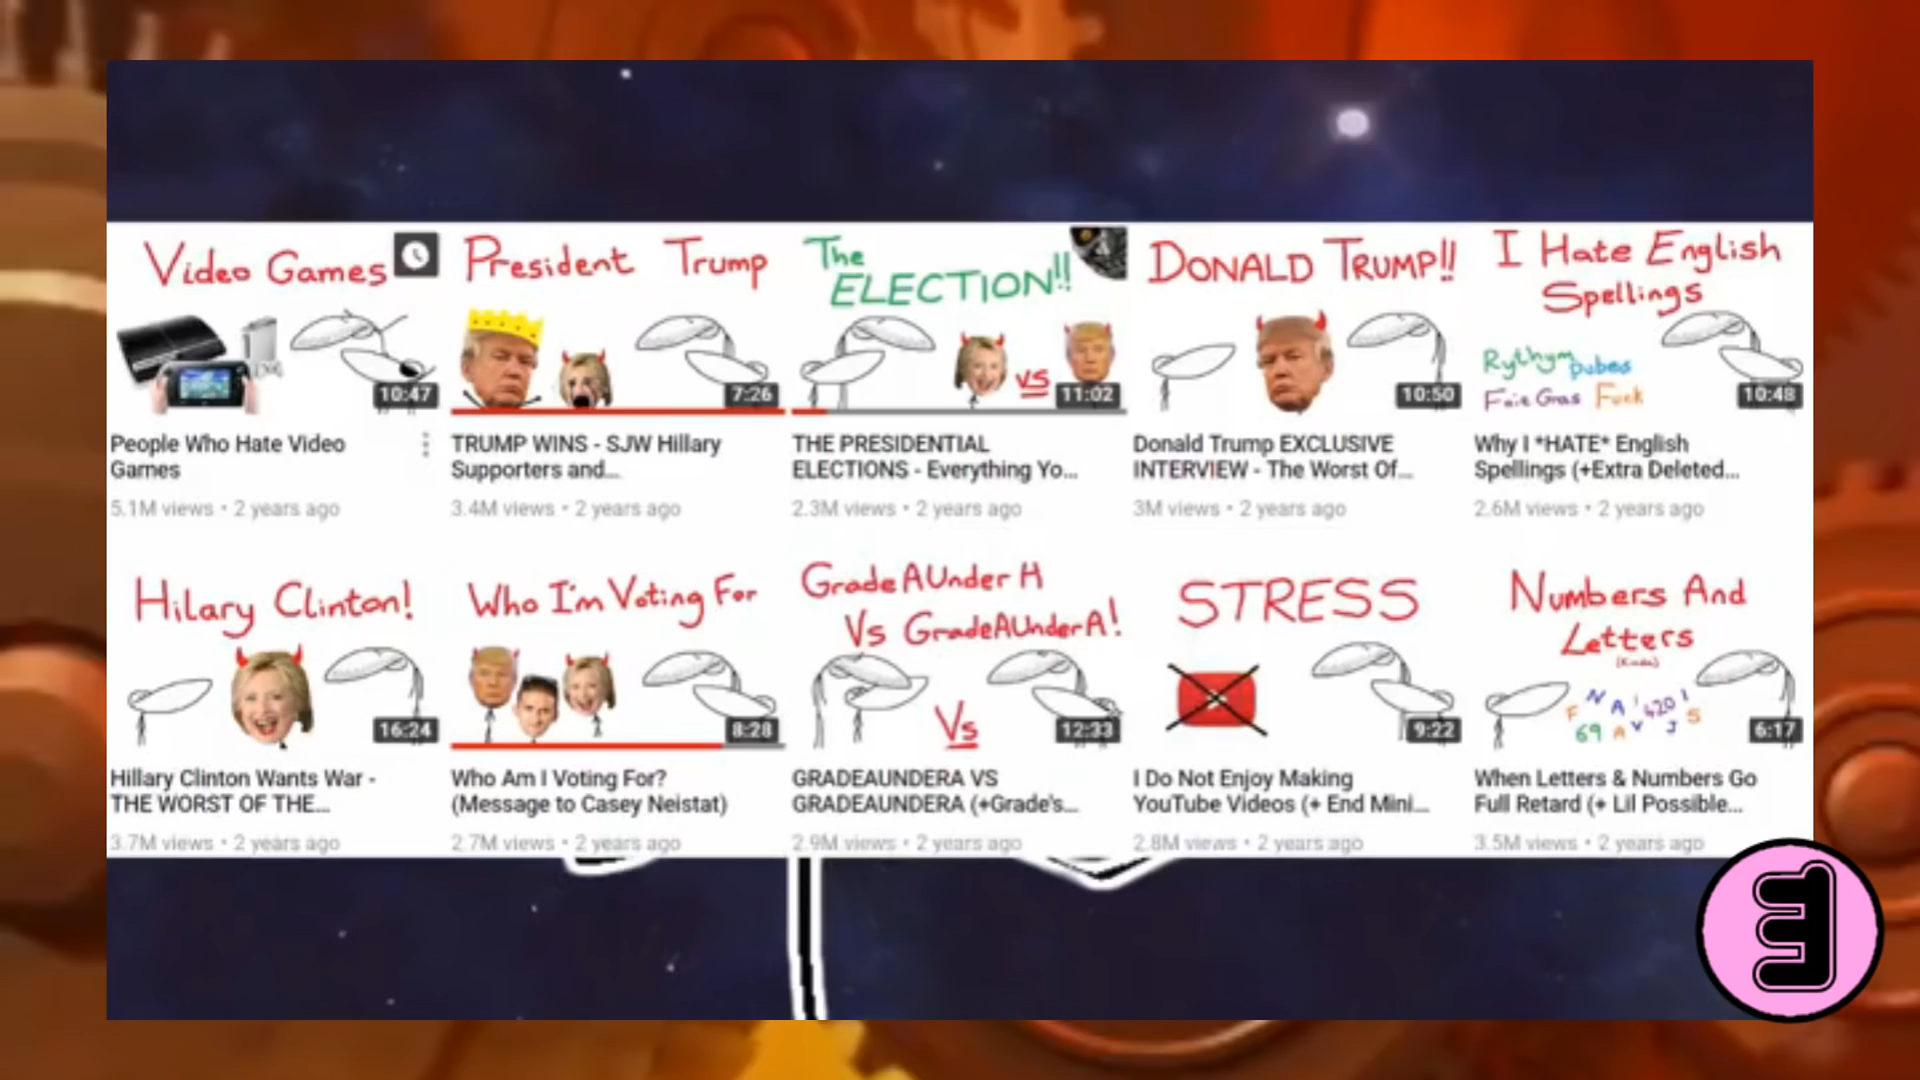 Video Games
10:47
People Who Hate Video
Games
5.1M views • 2 years ago
President Trump
7:26
TRUMP WINS - SJW Hillary
Supporters and...
3.4M views • 2 years ago
The
ELECTION!!
VS
11:02
THE PRESIDENTIAL
ELECTIONS - Everything Yo...
2.3M views • 2 years ago
DONALD TRUMP!!
10:50
Donald Trump EXCLUSIVE
INTERVIEW - The Worst Of...
3M views • 2 years ago
I Hate English
Spellings
Rythym
pubes
Foie Gras Fuck
10:48
Why I *HATE* English
Spellings (+Extra Deleted...
2.6M views • 2 years ago
Hilary Clinton!
16:24
Hillary Clinton Wants War -
THE WORST OF THE...
3.7M views • 2 years ago
Who I'm Voting For
8:28
Who Am I Voting For?
(Message to Casey Neistat)
2.7M views • 2 years ago
GradeAUnder H
Vs GradeAUnderA!
Vs
12:33
GRADEAUNDERA VS
GRADEAUNDERA (+Grade's...
2.9M views • 2 years ago
STRESS
9:22
I Do Not Enjoy Making
YouTube Videos (+ End Mini...
2.8M views • 2 years ago
Numbers And
Letters
(Kinda)
N A ! 420 !
F 69 A V J 5
6:17
When Letters & Numbers Go
Full Retard (+ Lil Possible...
3.5M views • 2 years ago